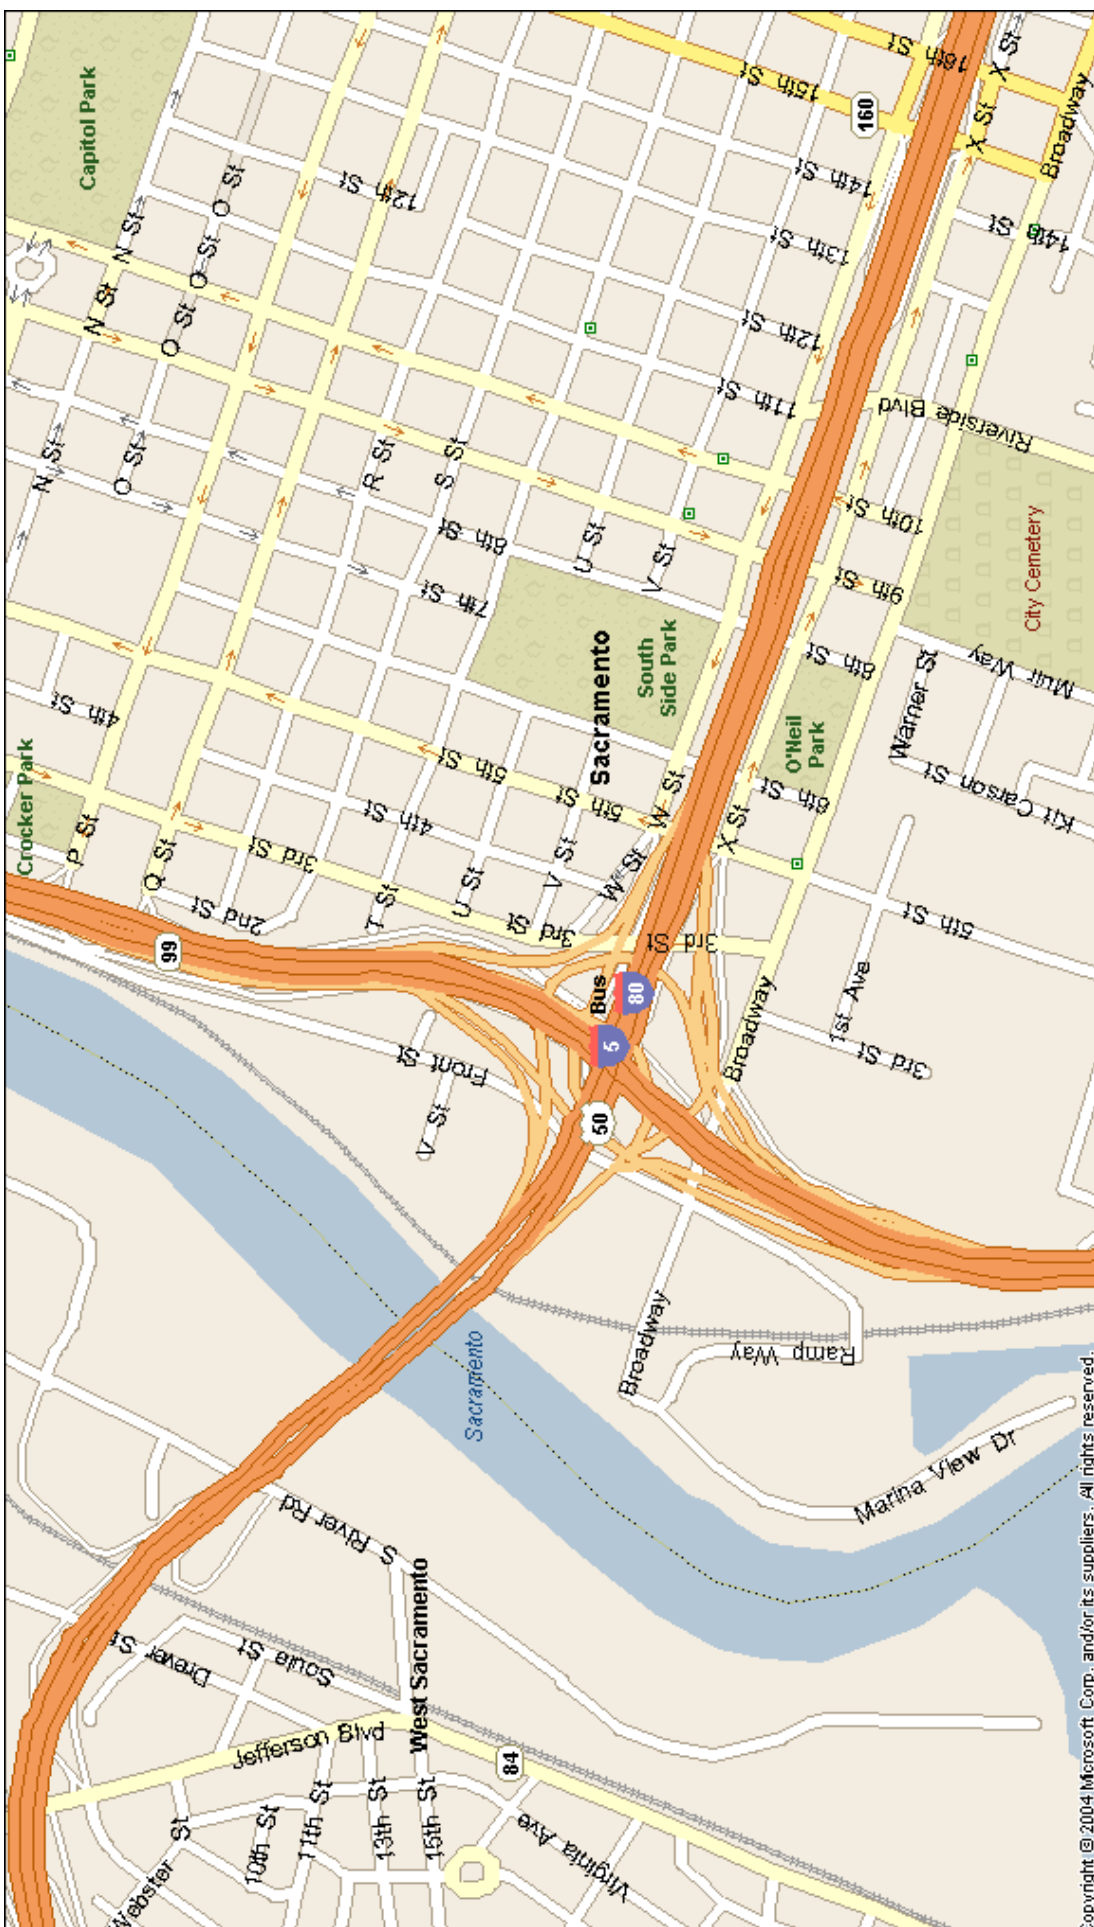 Webster St
10th St
11th St
13th St
15th St
Virginia Ave
Jefferson Blvd
84
Drever St
Soule St
West Sacramento
S River Rd
Sacramento
Marina View Dr
Ramp Way
Broadway
V St
Front St
50
5
Bus
80
99
Broadway
3rd St
1st Ave
5th St
Crocker Park
P St
Q St
2nd St
3rd St
T St
U St
V St
W St
3rd St
3rd St
4th St
4th St
5th St
5th St
W St
X St
6th St
O'Neil
Park
Sacramento
South
Side Park
7th St
8th St
U St
V St
8th St
9th St
10th St
Warner St
Kit Carson St
Muir Way
City Cemetery
Riverside Blvd
N St
O St
R St
S St
N St
O St
N St
O St
O St
Capitol Park
12th St
11th St
12th St
13th St
14th St
15th St
16th St
160
X St
X St
14th St
Broadway
Copyright © 2004 Microsoft Corp. and/or its suppliers. All rights reserved.